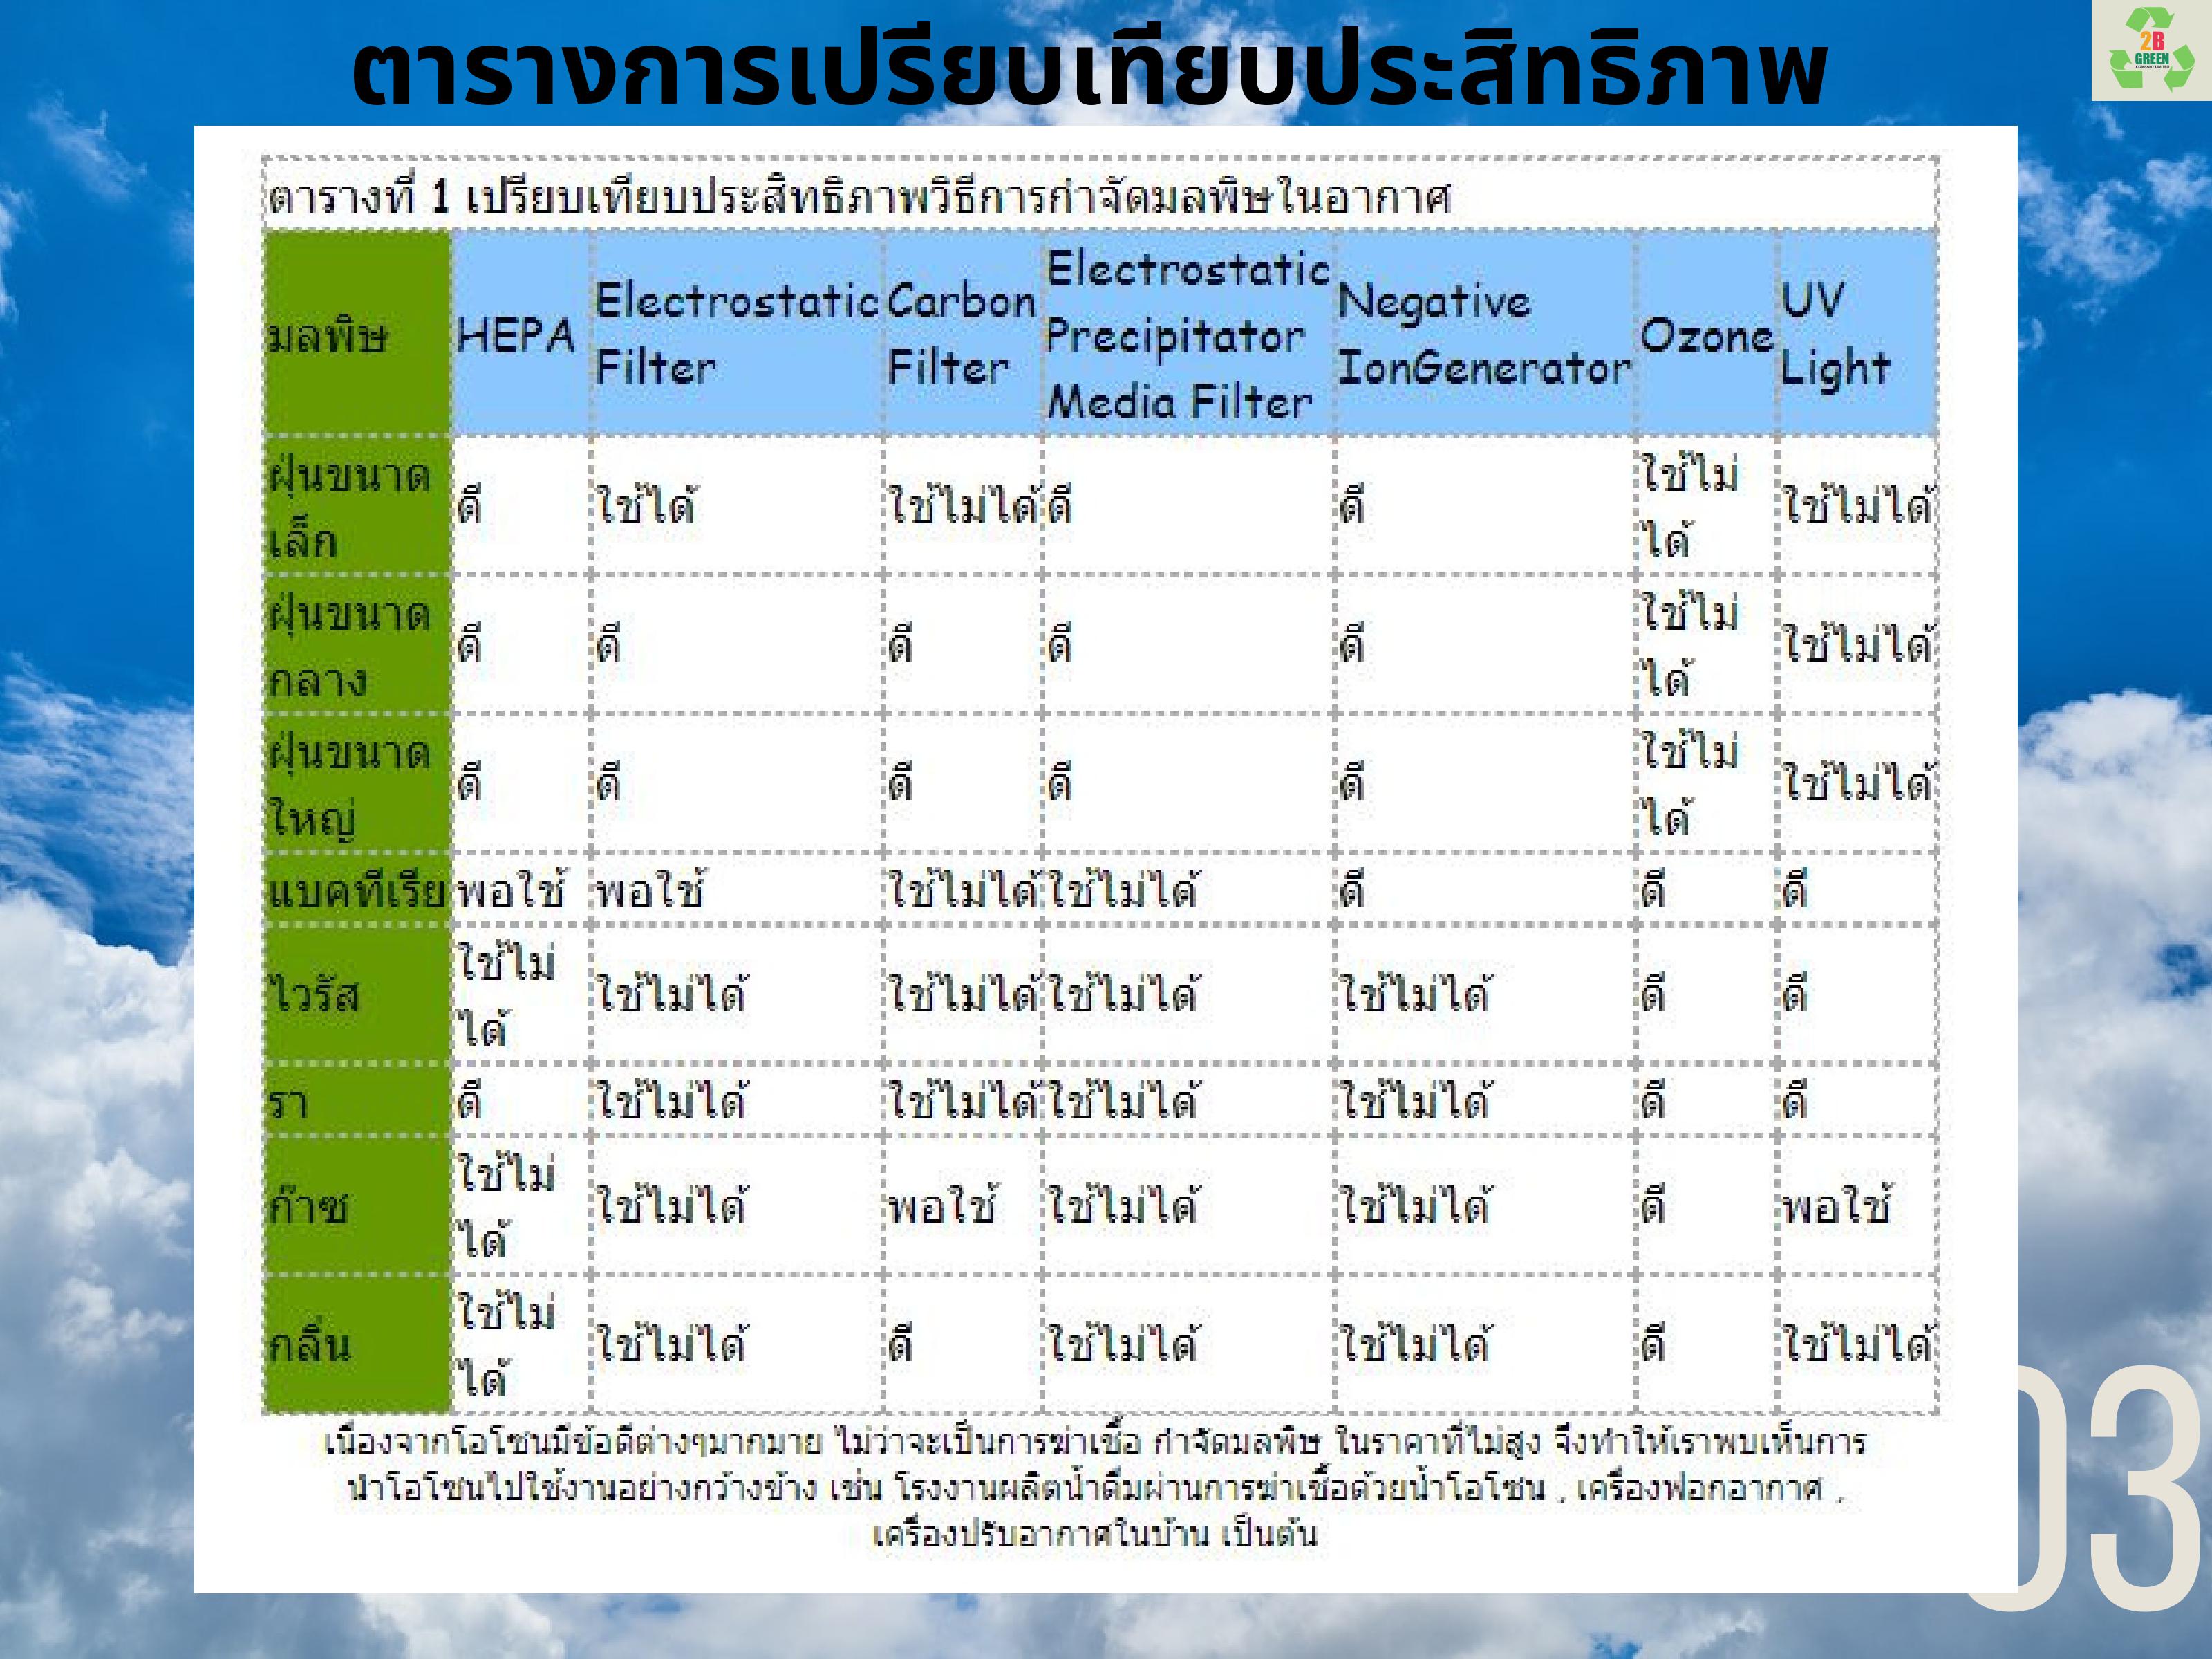 ตารางการเปรียบเทียบประสิทธิภาพ
2B
GREEN
COMPANY LIMITED
ตารางที่ 1 เปรียบเทียบประสิทธิภาพวิธีการกำจัดมลพิษในอากาศ
มลพิษ HEPA Electrostatic Filter Carbon Filter Electrostatic Precipitator Media Filter Negative IonGenerator Ozone UV Light
ฝุ่นขนาดเล็ก ดี ใช้ได้ ใช้ไม่ได้ ดี ดี ใช้ไม่ได้ ใช้ไม่ได้
ฝุ่นขนาดกลาง ดี ดี ดี ดี ดี ใช้ไม่ได้ ใช้ไม่ได้
ฝุ่นขนาดใหญ่ ดี ดี ดี ดี ดี ใช้ไม่ได้ ใช้ไม่ได้
แบคทีเรีย พอใช้ พอใช้ ใช้ไม่ได้ ใช้ไม่ได้ ดี ดี ดี
ไวรัส ใช้ไม่ได้ ใช้ไม่ได้ ใช้ไม่ได้ ใช้ไม่ได้ ใช้ไม่ได้ ดี ดี
รา ดี ใช้ไม่ได้ ใช้ไม่ได้ ใช้ไม่ได้ ใช้ไม่ได้ ดี ดี
ก๊าซ ใช้ไม่ได้ ใช้ไม่ได้ พอใช้ ใช้ไม่ได้ ใช้ไม่ได้ ดี พอใช้
กลิ่น ใช้ไม่ได้ ใช้ไม่ได้ ดี ใช้ไม่ได้ ใช้ไม่ได้ ดี ใช้ไม่ได้
เนื่องจากโอโซนมีข้อดีต่างๆมากมาย ไม่ว่าจะเป็นการฆ่าเชื้อ กำจัดมลพิษ ในราคาที่ไม่สูง จึงทำให้เราพบเห็นการ
นำโอโซนไปใช้งานอย่างกว้างข้าง เช่น โรงงานผลิตน้ำดื่มผ่านการฆ่าเชื้อด้วยน้ำโอโซน , เครื่องฟอกอากาศ ,
เครื่องปรับอากาศในบ้าน เป็นต้น
03